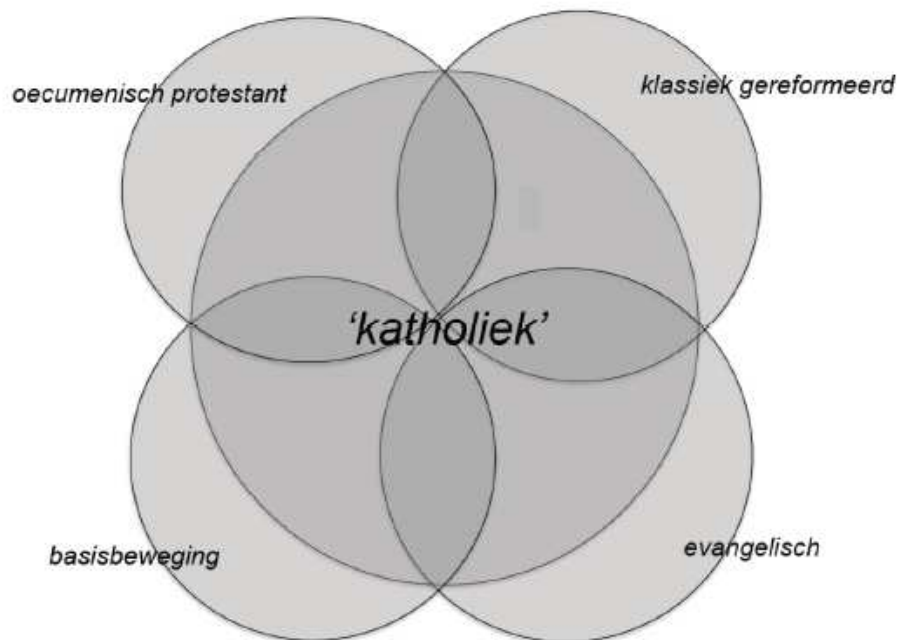 oecumenisch protestant
klassiek gereformeerd
‘katholiek’
basisbeweging
evangelisch